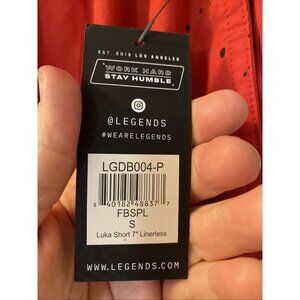 EST. 2016 LOS ANGELES
WORK HARD
STAY HUMBLE
@LEGENDS
#WEARELEGENDS
LGDB004-P
8 40182 48837 7
FBSPL
S
Luka Short 7" Linerless
WWW.LEGENDS.COM